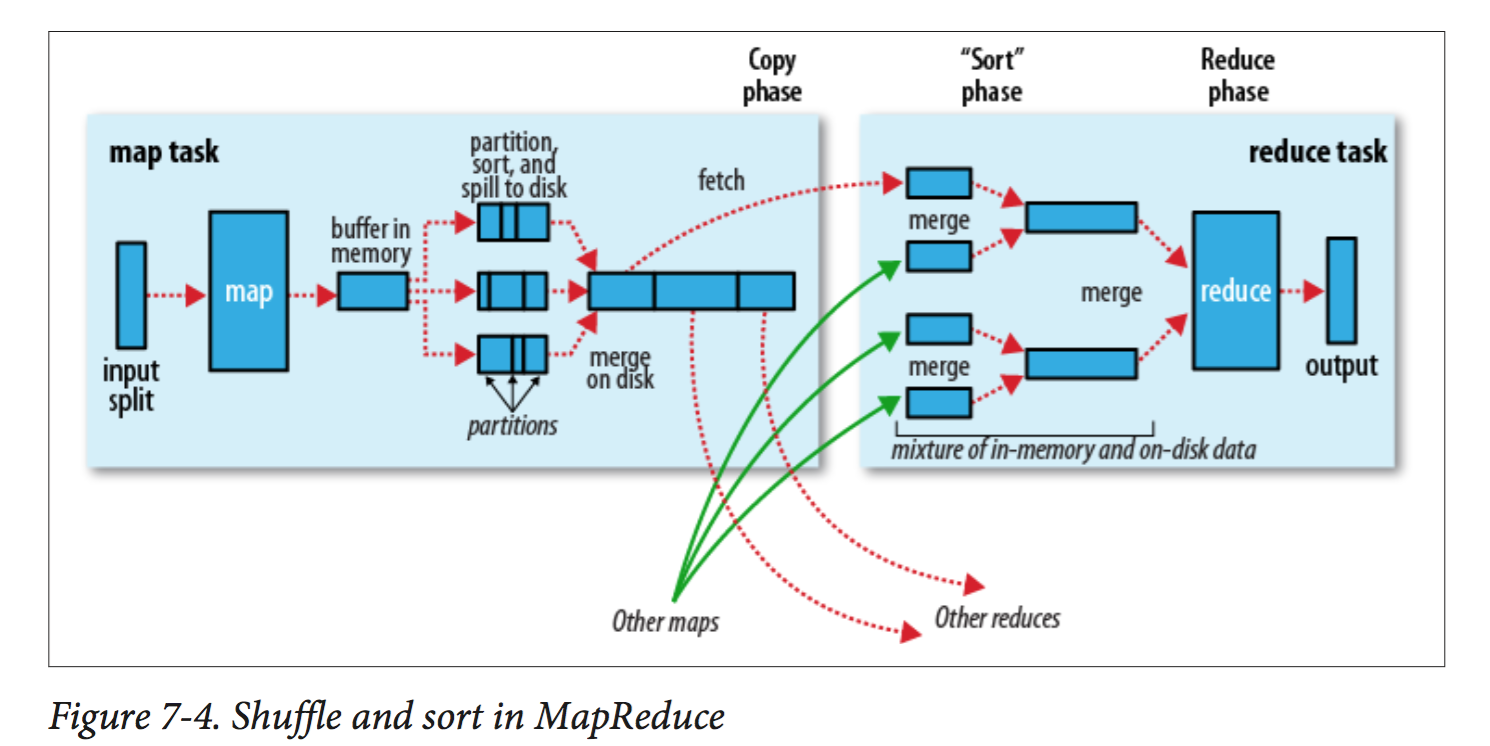 Copy
phase
“Sort”
phase
Reduce
phase
map task
partition,
sort, and
spill to disk
fetch
reduce task
buffer in
memory
merge
map
merge
reduce
input
split
merge
on disk
merge
output
partitions
mixture of in-memory and on-disk data
Other maps
Other reduces
Figure 7-4. Shuffle and sort in MapReduce